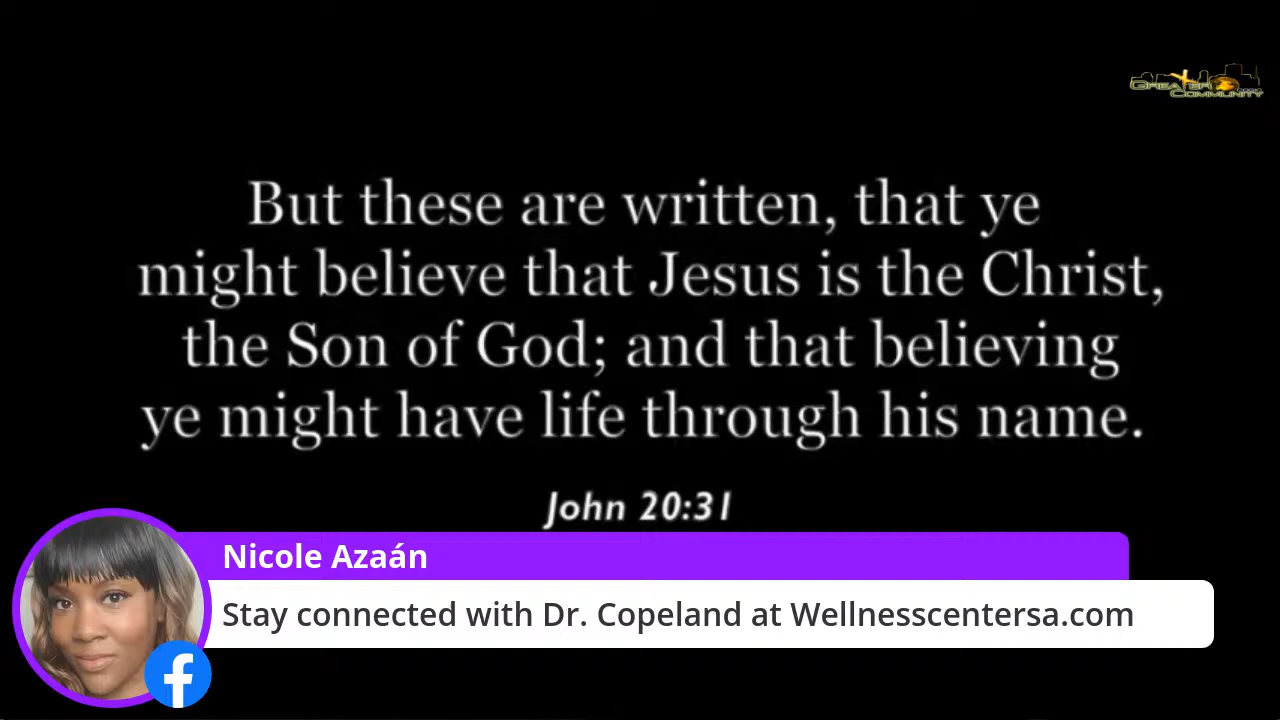 GREATER
COMMUNITY
But these are written, that ye
might believe that Jesus is the Christ,
the Son of God; and that believing
ye might have life through his name.
John 20:31
Nicole Azaán
Stay connected with Dr. Copeland at Wellnesscentersa.com